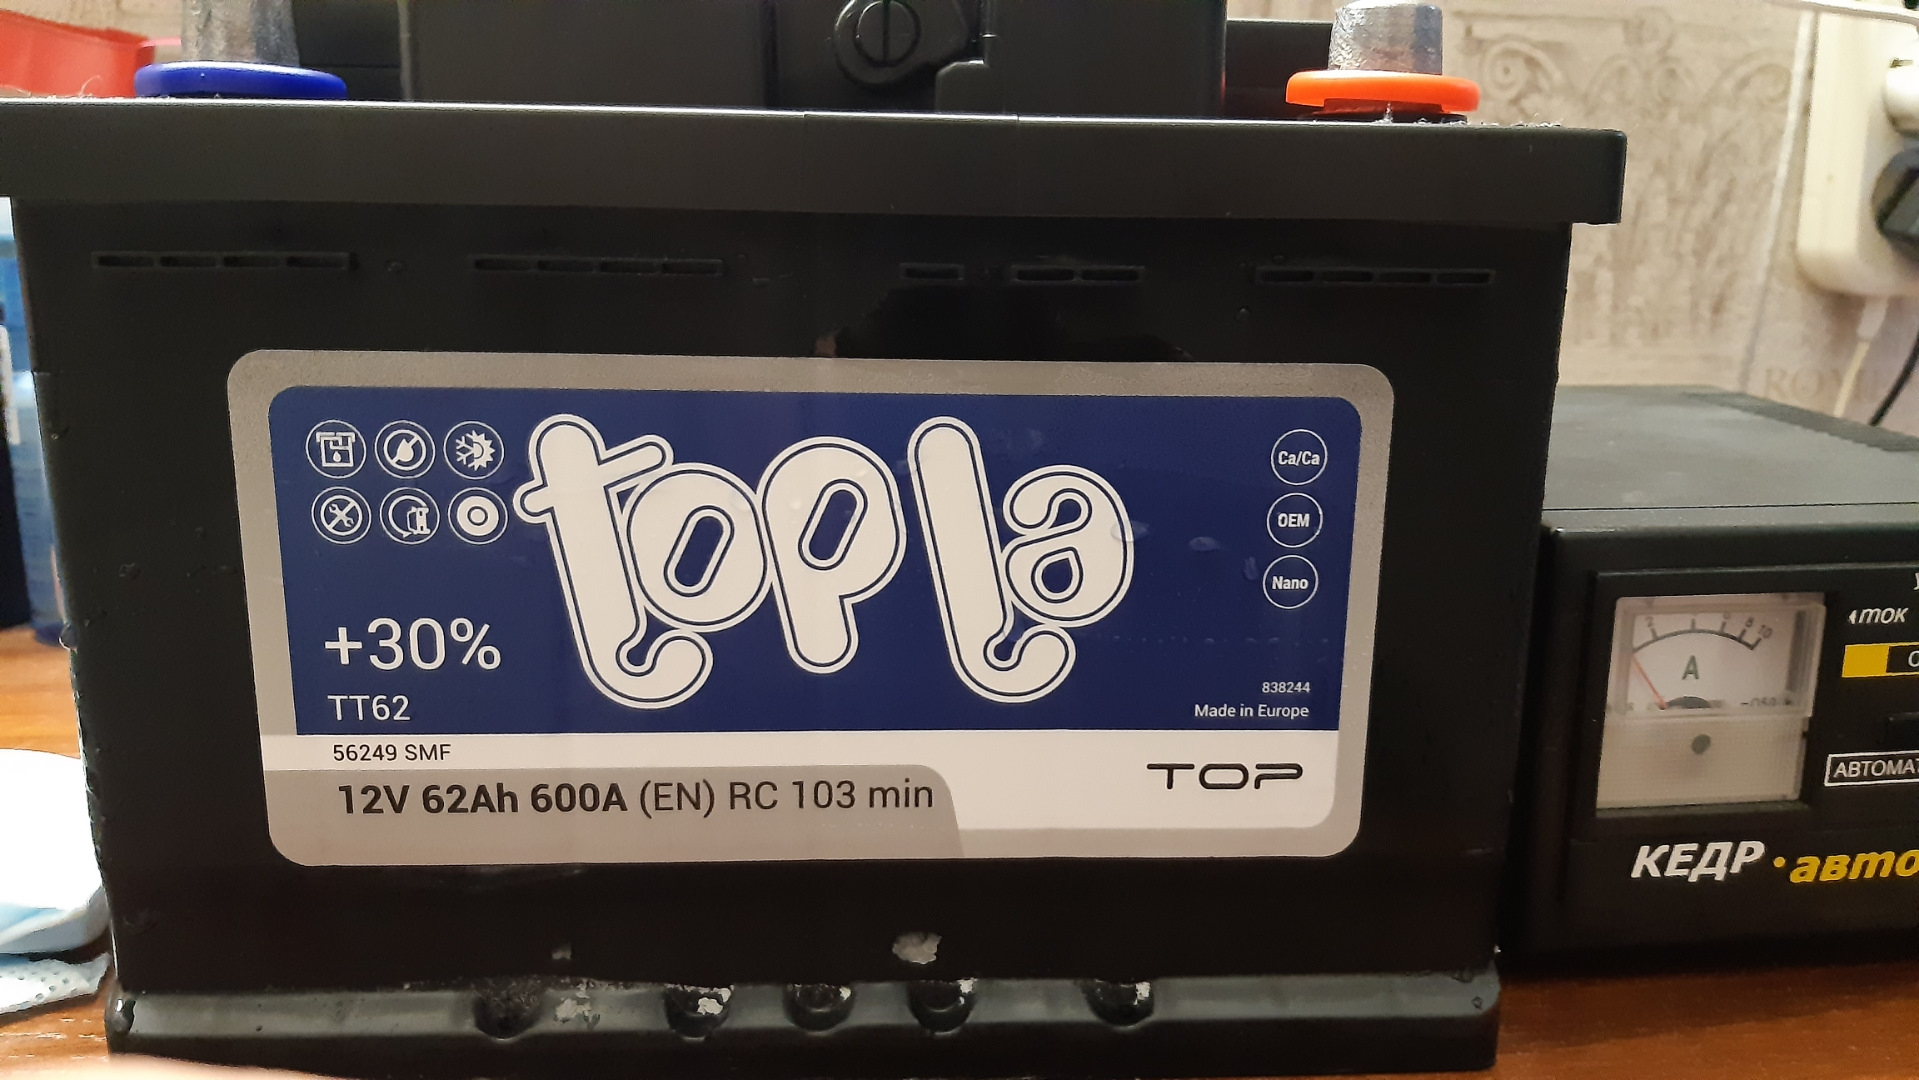 topla
Ca/Ca
OEM
Nano
+30%
TT62
838244
Made in Europe
56249 SMF
12V 62Ah 600A (EN) RC 103 min
TOP
ток
A
АВТОМАТ
КЕДР • авто